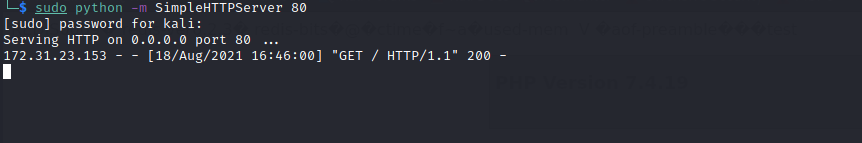 └─$ sudo python -m SimpleHTTPServer 80
[sudo] password for kali:
Serving HTTP on 0.0.0.0 port 80 ...
172.31.23.153 - - [18/Aug/2021 16:46:00] "GET / HTTP/1.1" 200 -